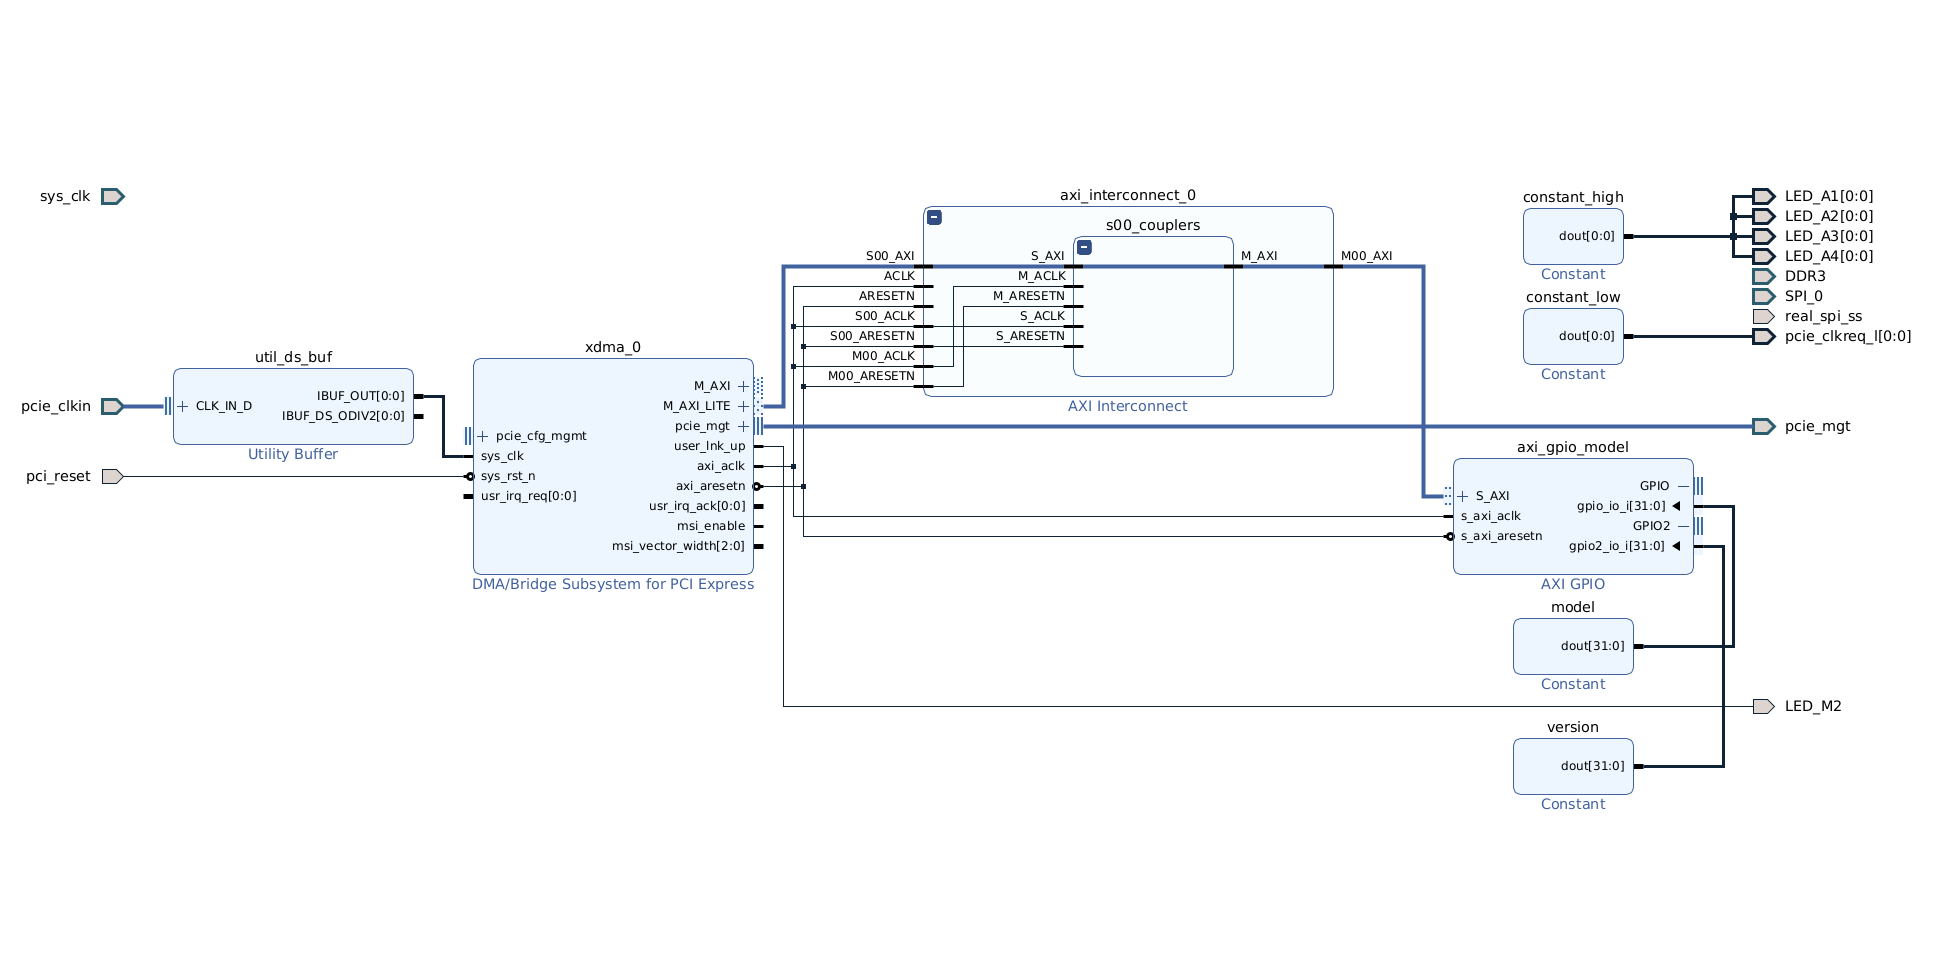 sys_clk
pcie_clkin
pci_reset
util_ds_buf
CLK_IN_D
IBUF_OUT[0:0]
IBUF_DS_ODIV2[0:0]
Utility Buffer
xdma_0
pcie_cfg_mgmt
sys_clk
sys_rst_n
usr_irq_req[0:0]
M_AXI
M_AXI_LITE
pcie_mgt
user_lnk_up
axi_aclk
axi_aresetn
usr_irq_ack[0:0]
msi_enable
msi_vector_width[2:0]
DMA/Bridge Subsystem for PCI Express
axi_interconnect_0
S00_AXI
ACLK
ARESETN
S00_ACLK
S00_ARESETN
M00_ACLK
M00_ARESETN
s00_couplers
S_AXI
M_ACLK
M_ARESETN
S_ACLK
S_ARESETN
M_AXI
M00_AXI
AXI Interconnect
constant_high
dout[0:0]
Constant
constant_low
dout[0:0]
Constant
axi_gpio_model
S_AXI
s_axi_aclk
s_axi_aresetn
GPIO
gpio_io_i[31:0]
GPIO2
gpio2_io_i[31:0]
AXI GPIO
model
dout[31:0]
Constant
version
dout[31:0]
Constant
LED_A1[0:0]
LED_A2[0:0]
LED_A3[0:0]
LED_A4[0:0]
DDR3
SPI_0
real_spi_ss
pcie_clkreq_l[0:0]
pcie_mgt
LED_M2